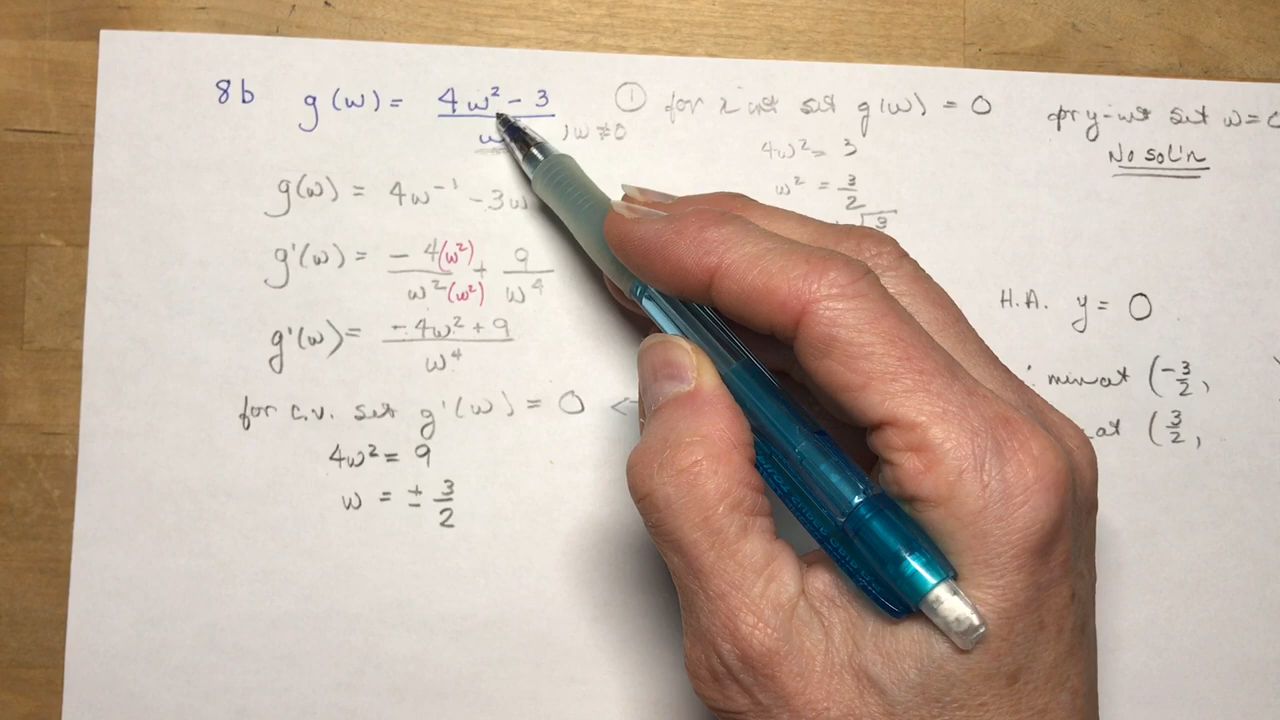 8b g(w) = 4w² - 3 / w , w ≠ 0
g(w) = 4w⁻¹ - 3w
g'(w) = - 4(w²) / w²(w²) + 9 / w⁴
g'(w) = - 4w² + 9 / w⁴
for c.v. set g'(w) = 0 <-
4w² = 9
w = ± 3/2
① for x int set g(w) = 0
4w² = 3
w² = 3/2
√3
for y-int set w = 0
No sol'n
H.A. y = 0
min at (-3/2,
at (3/2,